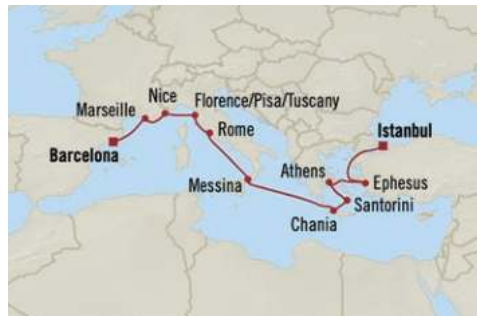 Nice
Marseille
Florence/Pisa/Tuscany
Rome
Barcelona
Istanbul
Athens
Messina
Ephesus
Santorini
Chania